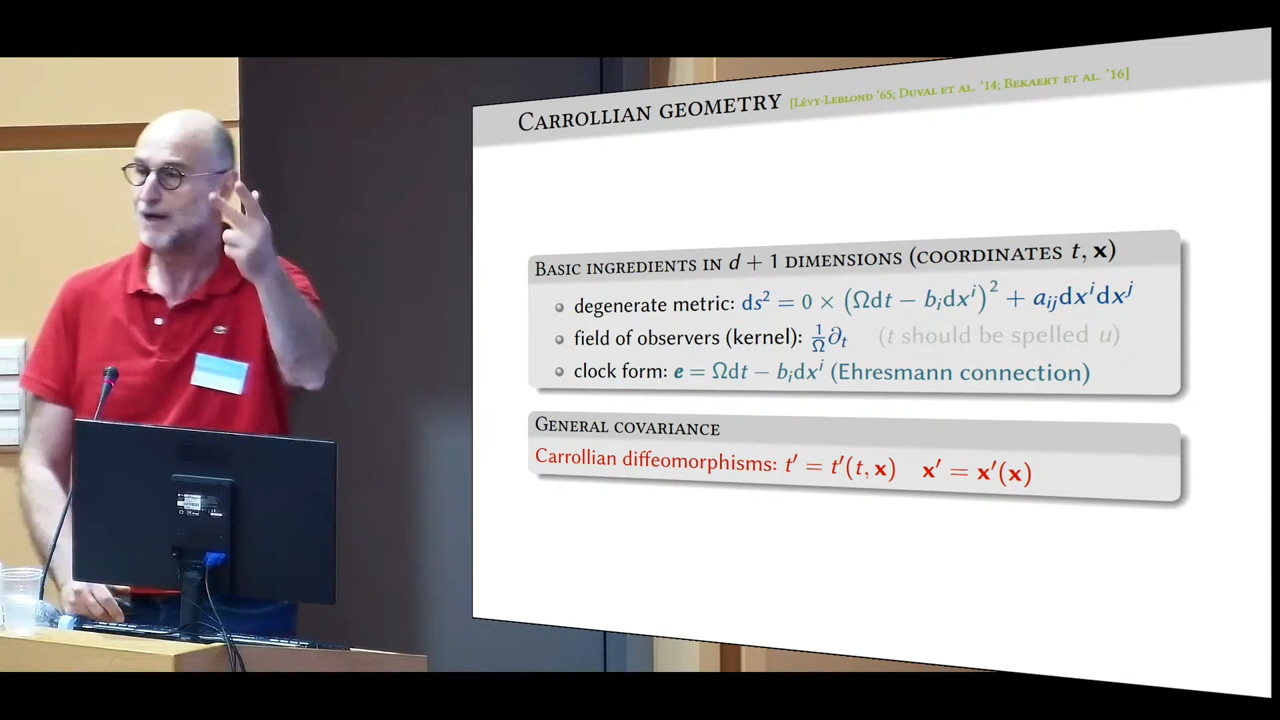 CARROLLIAN GEOMETRY [LÉVY-LEBLOND '65; DUVAL ET AL. '14; BEKAERT ET AL. '16]
BASIC INGREDIENTS IN d + 1 DIMENSIONS (COORDINATES t, x)
degenerate metric: ds² = 0 × (Ωdt − bᵢdxⁱ)² + aᵢⱼdxⁱdxʲ
field of observers (kernel): 1/Ω ∂ₜ (t should be spelled u)
clock form: e = Ωdt − bᵢdxⁱ (Ehresmann connection)
GENERAL COVARIANCE
Carrollian diffeomorphisms: t′ = t′(t, x) x′ = x′(x)